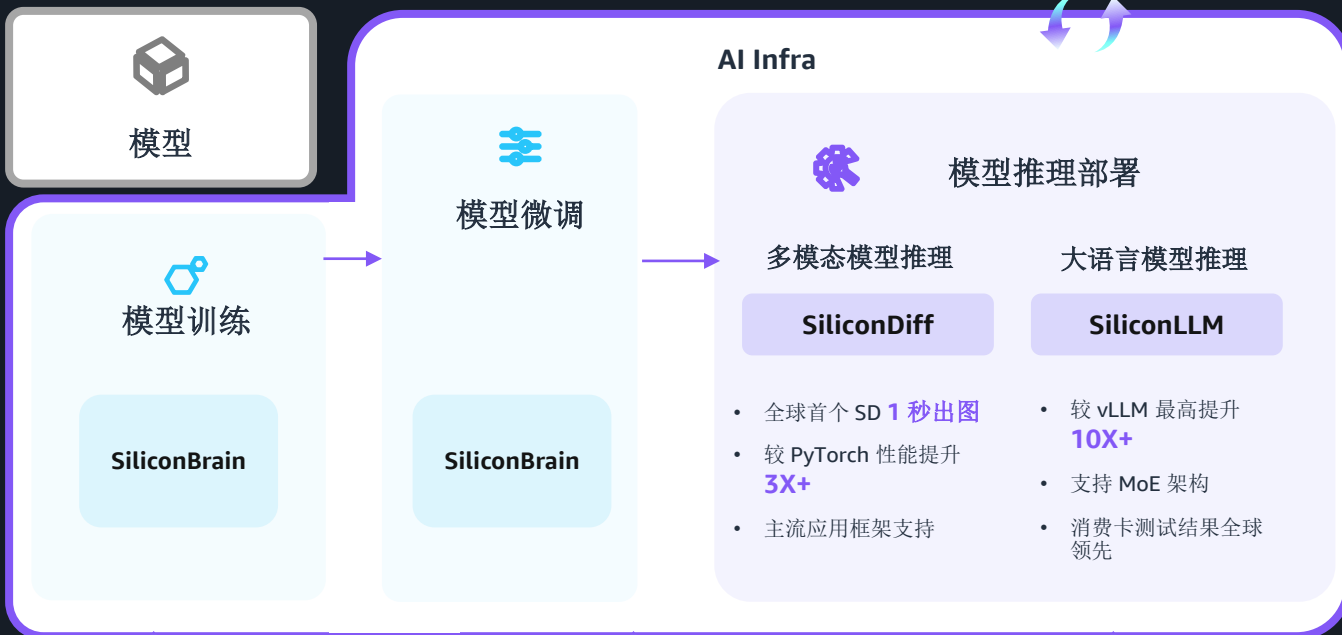 模型
AI Infra
模型训练
SiliconBrain
模型微调
SiliconBrain
模型推理部署
多模态模型推理
SiliconDiff
• 全球首个 SD 1 秒出图
• 较 PyTorch 性能提升
3X+
• 主流应用框架支持
大语言模型推理
SiliconLLM
• 较 vLLM 最高提升
10X+
• 支持 MoE 架构
• 消费卡测试结果全球
领先